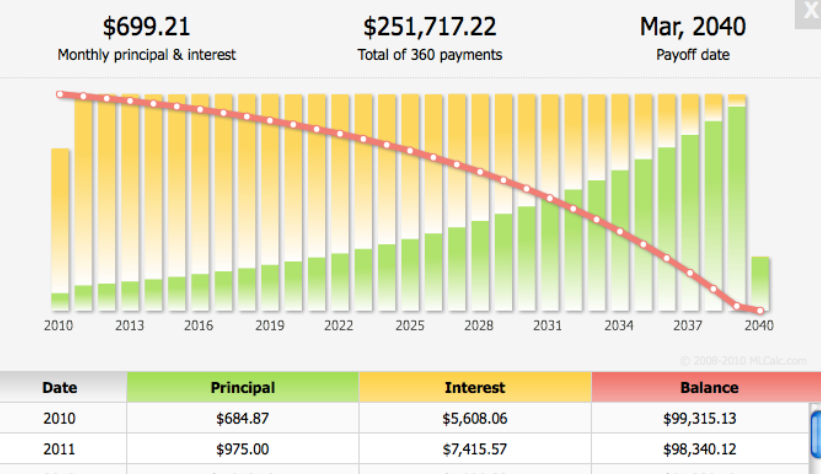 X
$699.21 $251,717.22 Mar, 2040
Monthly principal & interest Total of 360 payments Payoff date
2010 2013 2016 2019 2022 2025 2028 2031 2034 2037 2040
© 2008-2010 MLCalc.com
Date Principal Interest Balance
2010 $684.87 $5,608.06 $99,315.13
2011 $975.00 $7,415.57 $98,340.12